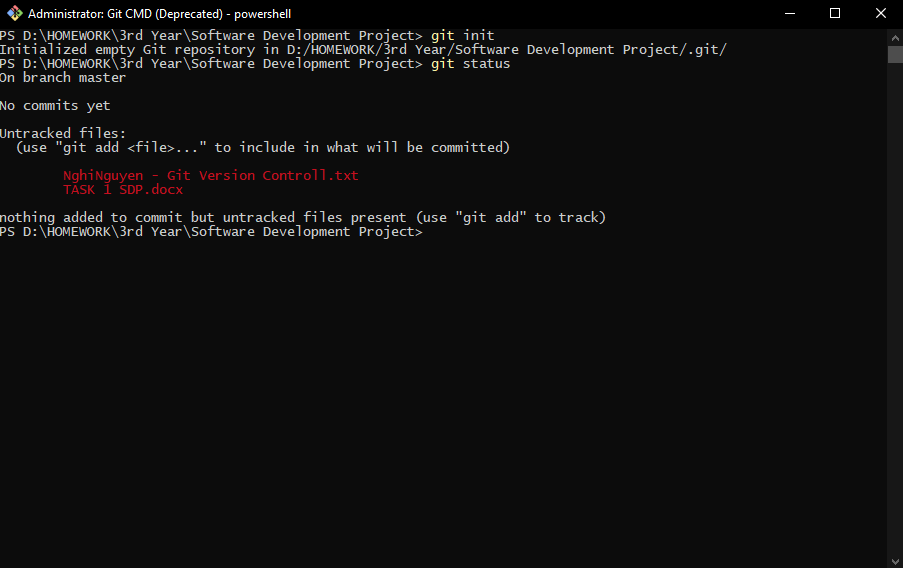 Administrator: Git CMD (Deprecated) - powershell
PS D:\HOMEWORK\3rd Year\Software Development Project> git init
Initialized empty Git repository in D:/HOMEWORK/3rd Year/Software Development Project/.git/
PS D:\HOMEWORK\3rd Year\Software Development Project> git status
On branch master
No commits yet
Untracked files:
(use "git add <file>..." to include in what will be committed)
NghiNguyen - Git Version Controll.txt
TASK 1 SDP.docx
nothing added to commit but untracked files present (use "git add" to track)
PS D:\HOMEWORK\3rd Year\Software Development Project>